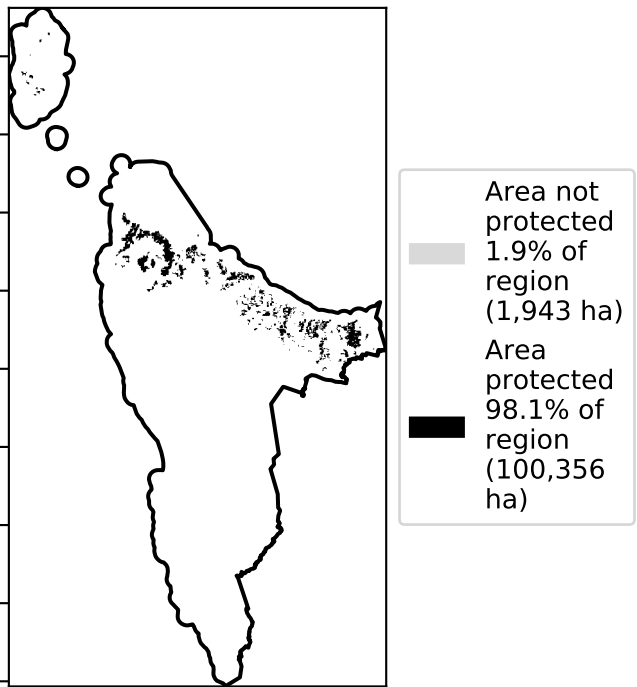 Area not
protected
1.9% of
region
(1,943 ha)
Area
protected
98.1% of
region
(100,356
ha)